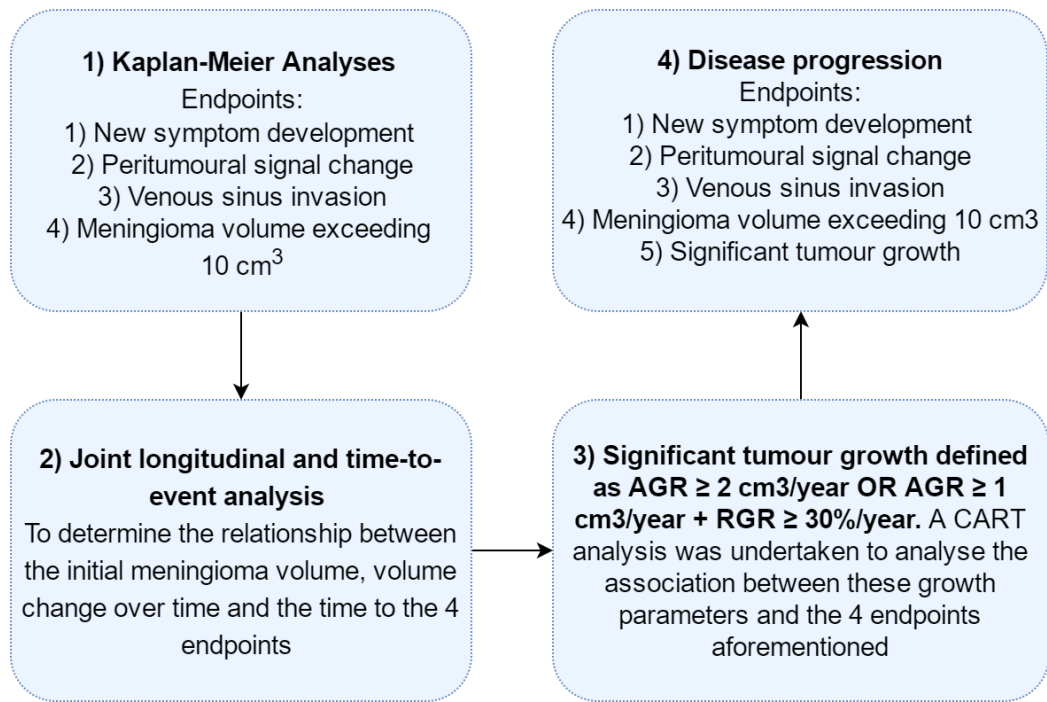 1) Kaplan-Meier Analyses
Endpoints:
1) New symptom development
2) Peritumoural signal change
3) Venous sinus invasion
4) Meningioma volume exceeding
10 cm³
2) Joint longitudinal and time-to-
event analysis
To determine the relationship between
the initial meningioma volume, volume
change over time and the time to the 4
endpoints
3) Significant tumour growth defined
as AGR ≥ 2 cm3/year OR AGR ≥ 1
cm3/year + RGR ≥ 30%/year. A CART
analysis was undertaken to analyse the
association between these growth
parameters and the 4 endpoints
aforementioned
4) Disease progression
Endpoints:
1) New symptom development
2) Peritumoural signal change
3) Venous sinus invasion
4) Meningioma volume exceeding 10 cm3
5) Significant tumour growth